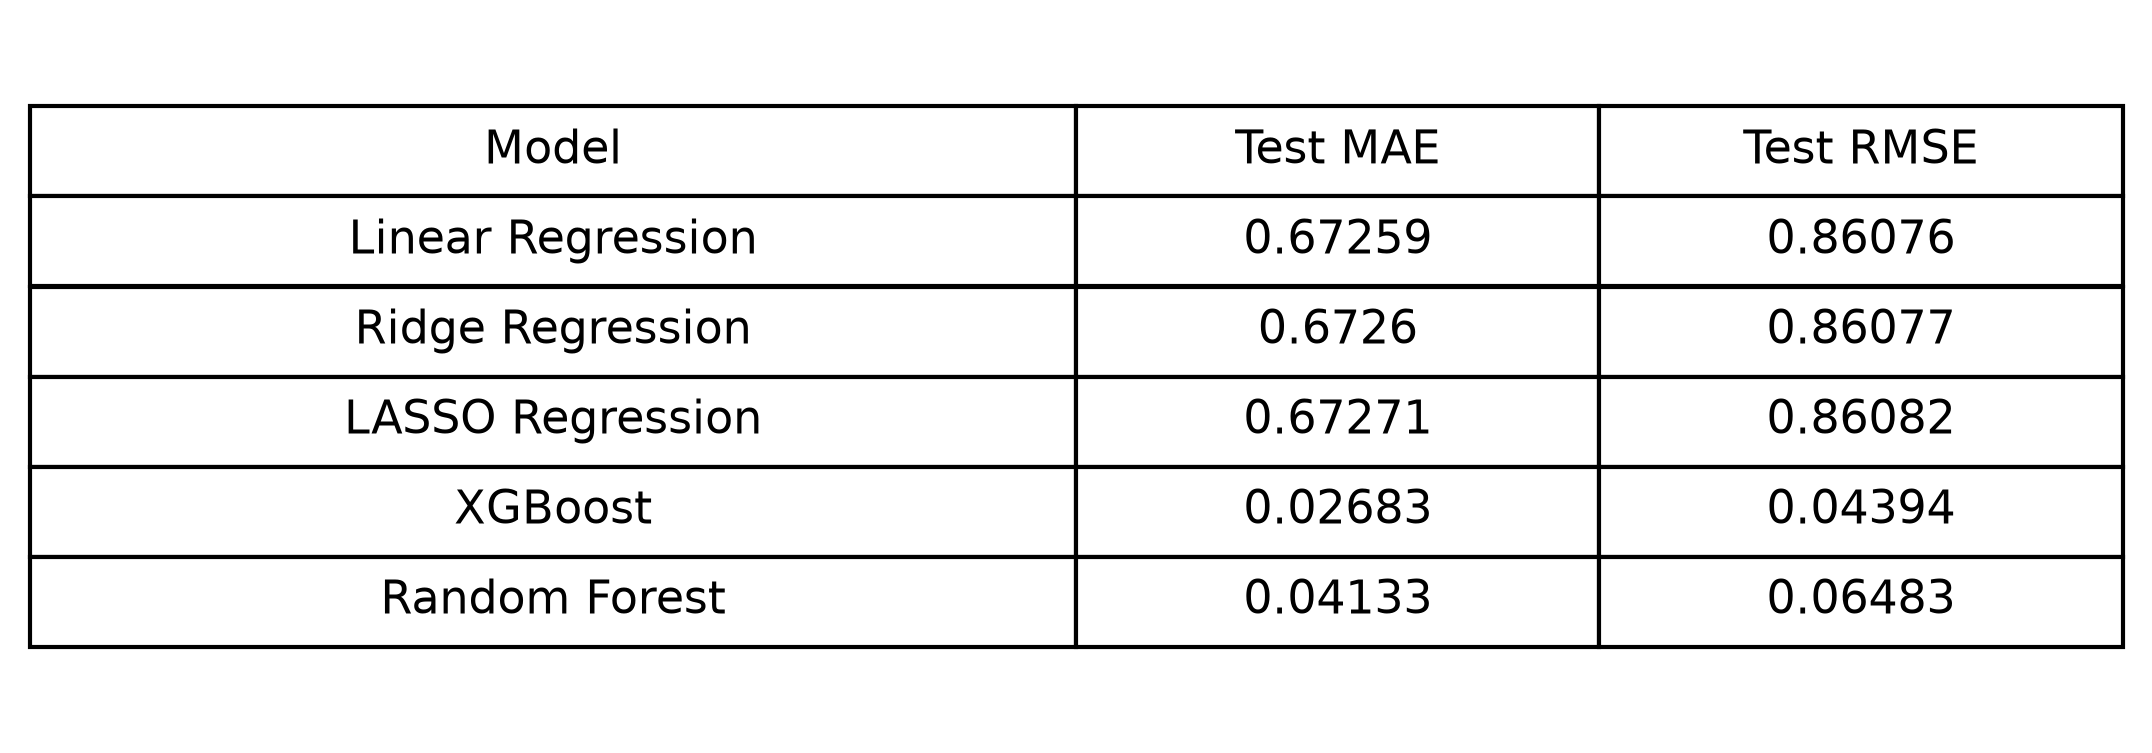 Model Test MAE Test RMSE
Linear Regression 0.67259 0.86076
Ridge Regression 0.6726 0.86077
LASSO Regression 0.67271 0.86082
XGBoost 0.02683 0.04394
Random Forest 0.04133 0.06483